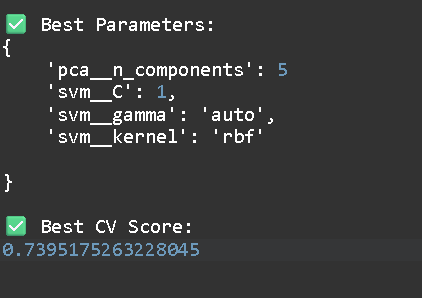 ✅ Best Parameters:
{
    'pca__n_components': 5
    'svm__C': 1,
    'svm__gamma': 'auto',
    'svm__kernel': 'rbf'
}
✅ Best CV Score:
0.7395175263228045